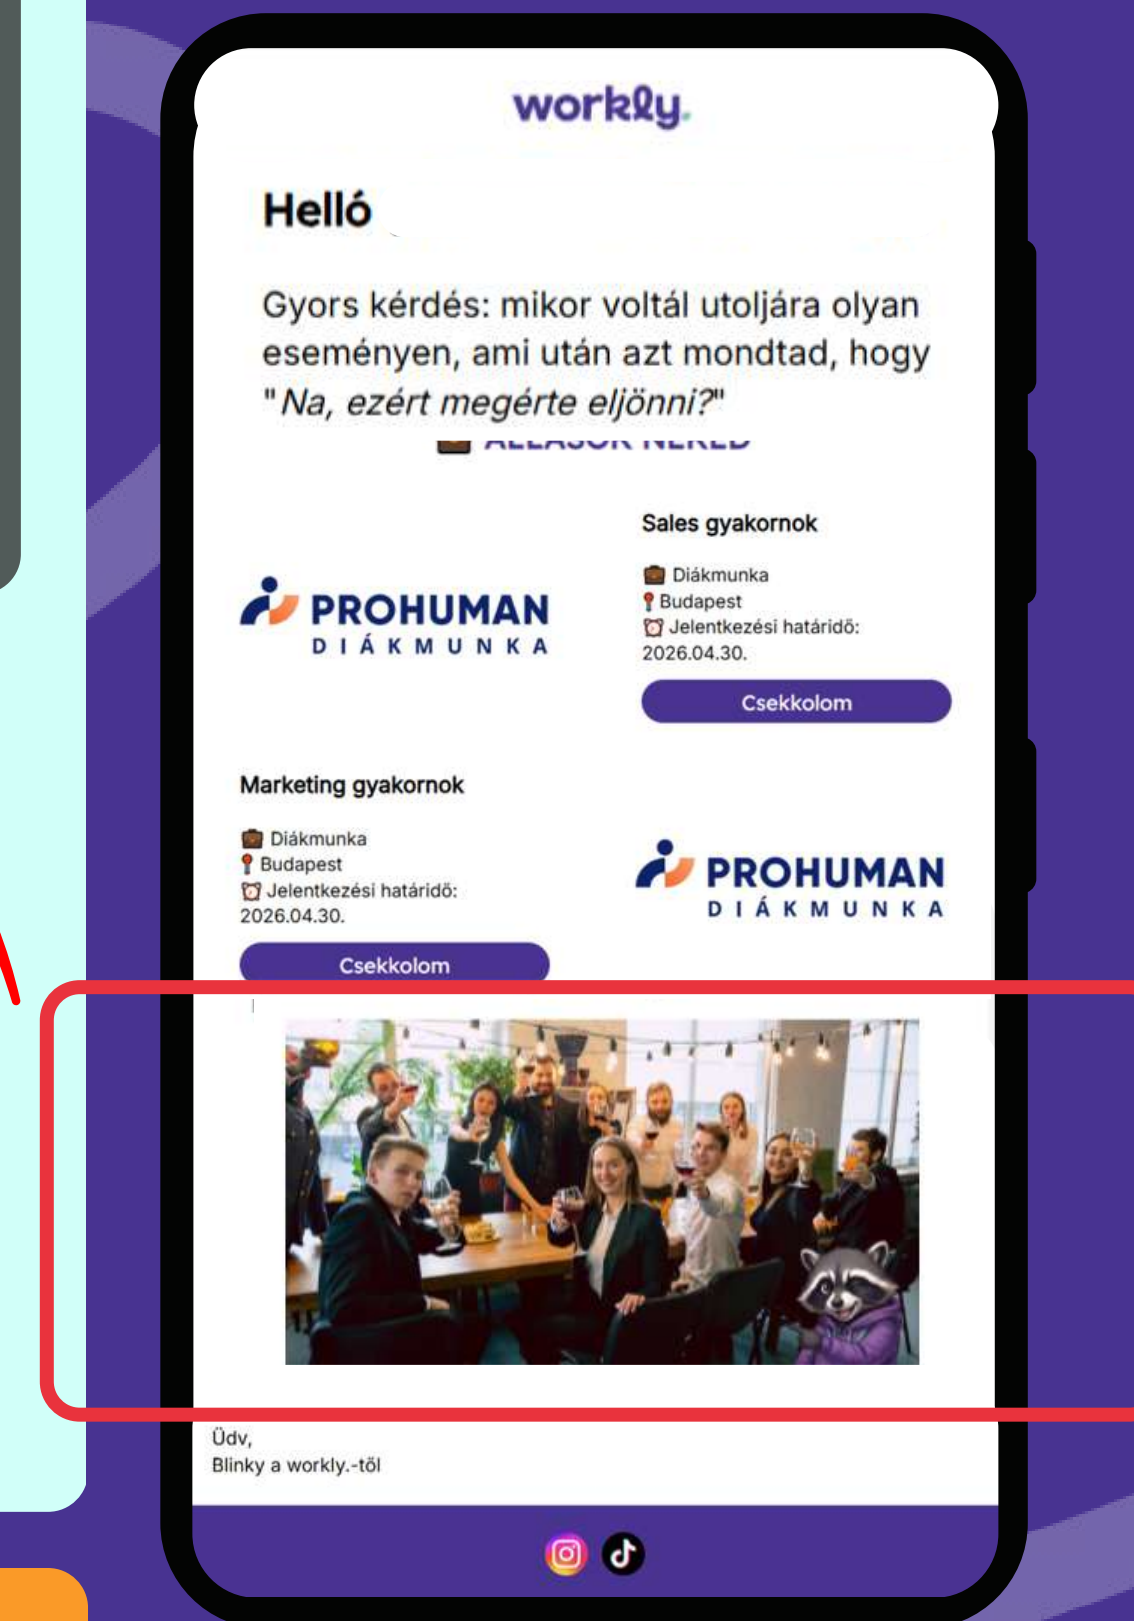 workly.
Helló
Gyors kérdés: mikor voltál utoljára olyan
eseményen, ami után azt mondtad, hogy
"Na, ezért megérte eljönni?"
ÁLLÁSOK NEKED
Sales gyakornok
Diákmunka
Budapest
Jelentkezési határidő:
2026.04.30.
Csekkolom
PROHUMAN
DIÁKMUNKA
Marketing gyakornok
Diákmunka
Budapest
Jelentkezési határidő:
2026.04.30.
Csekkolom
PROHUMAN
DIÁKMUNKA
Üdv,
Blinky a workly.-től